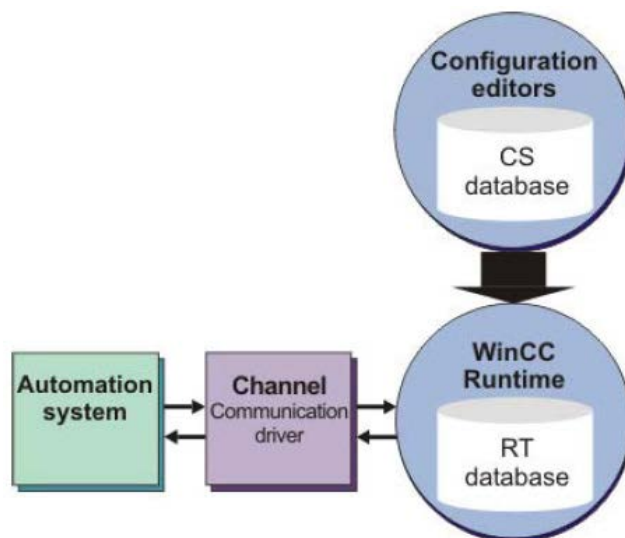 Configuration
editors
CS
database
WinCC
Runtime
RT
database
Automation
system
Channel
Communication
driver